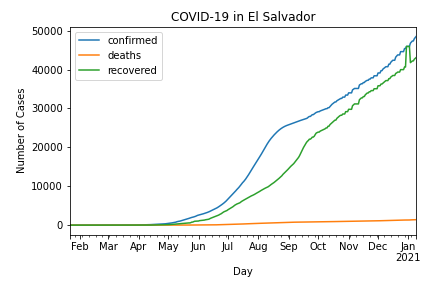 COVID-19 in El Salvador
confirmed
deaths
recovered
Number of Cases
50000
40000
30000
20000
10000
0
Feb Mar Apr May Jun Jul Aug Sep Oct Nov Dec Jan
2021
Day